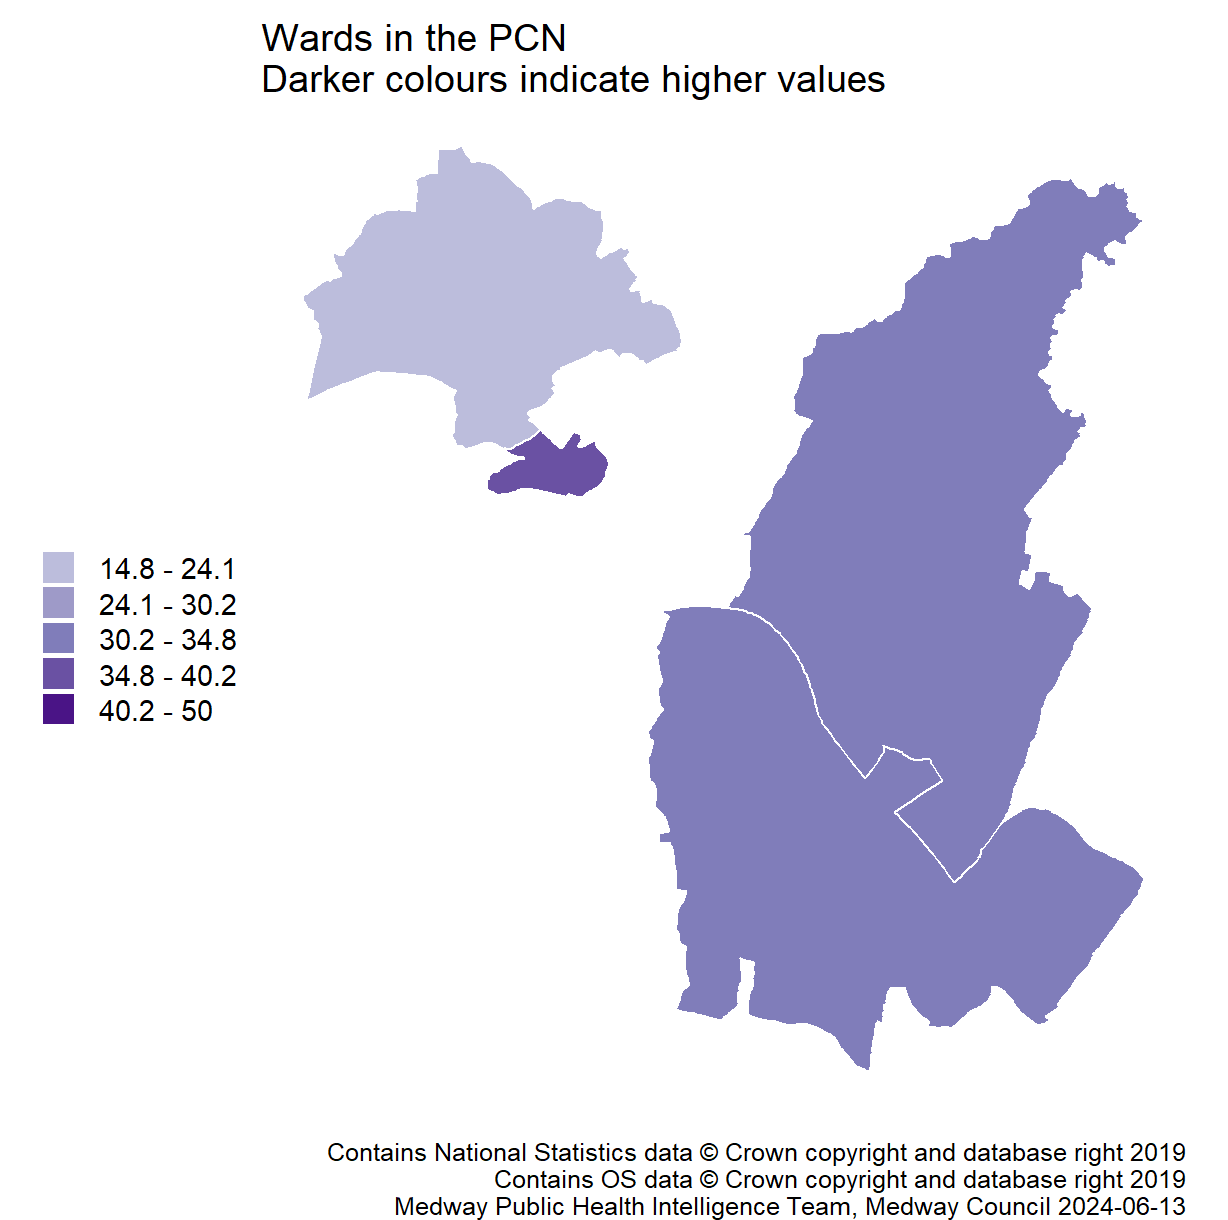 Wards in the PCN
Darker colours indicate higher values
14.8 - 24.1
24.1 - 30.2
30.2 - 34.8
34.8 - 40.2
40.2 - 50
Contains National Statistics data © Crown copyright and database right 2019
Contains OS data © Crown copyright and database right 2019
Medway Public Health Intelligence Team, Medway Council 2024-06-13